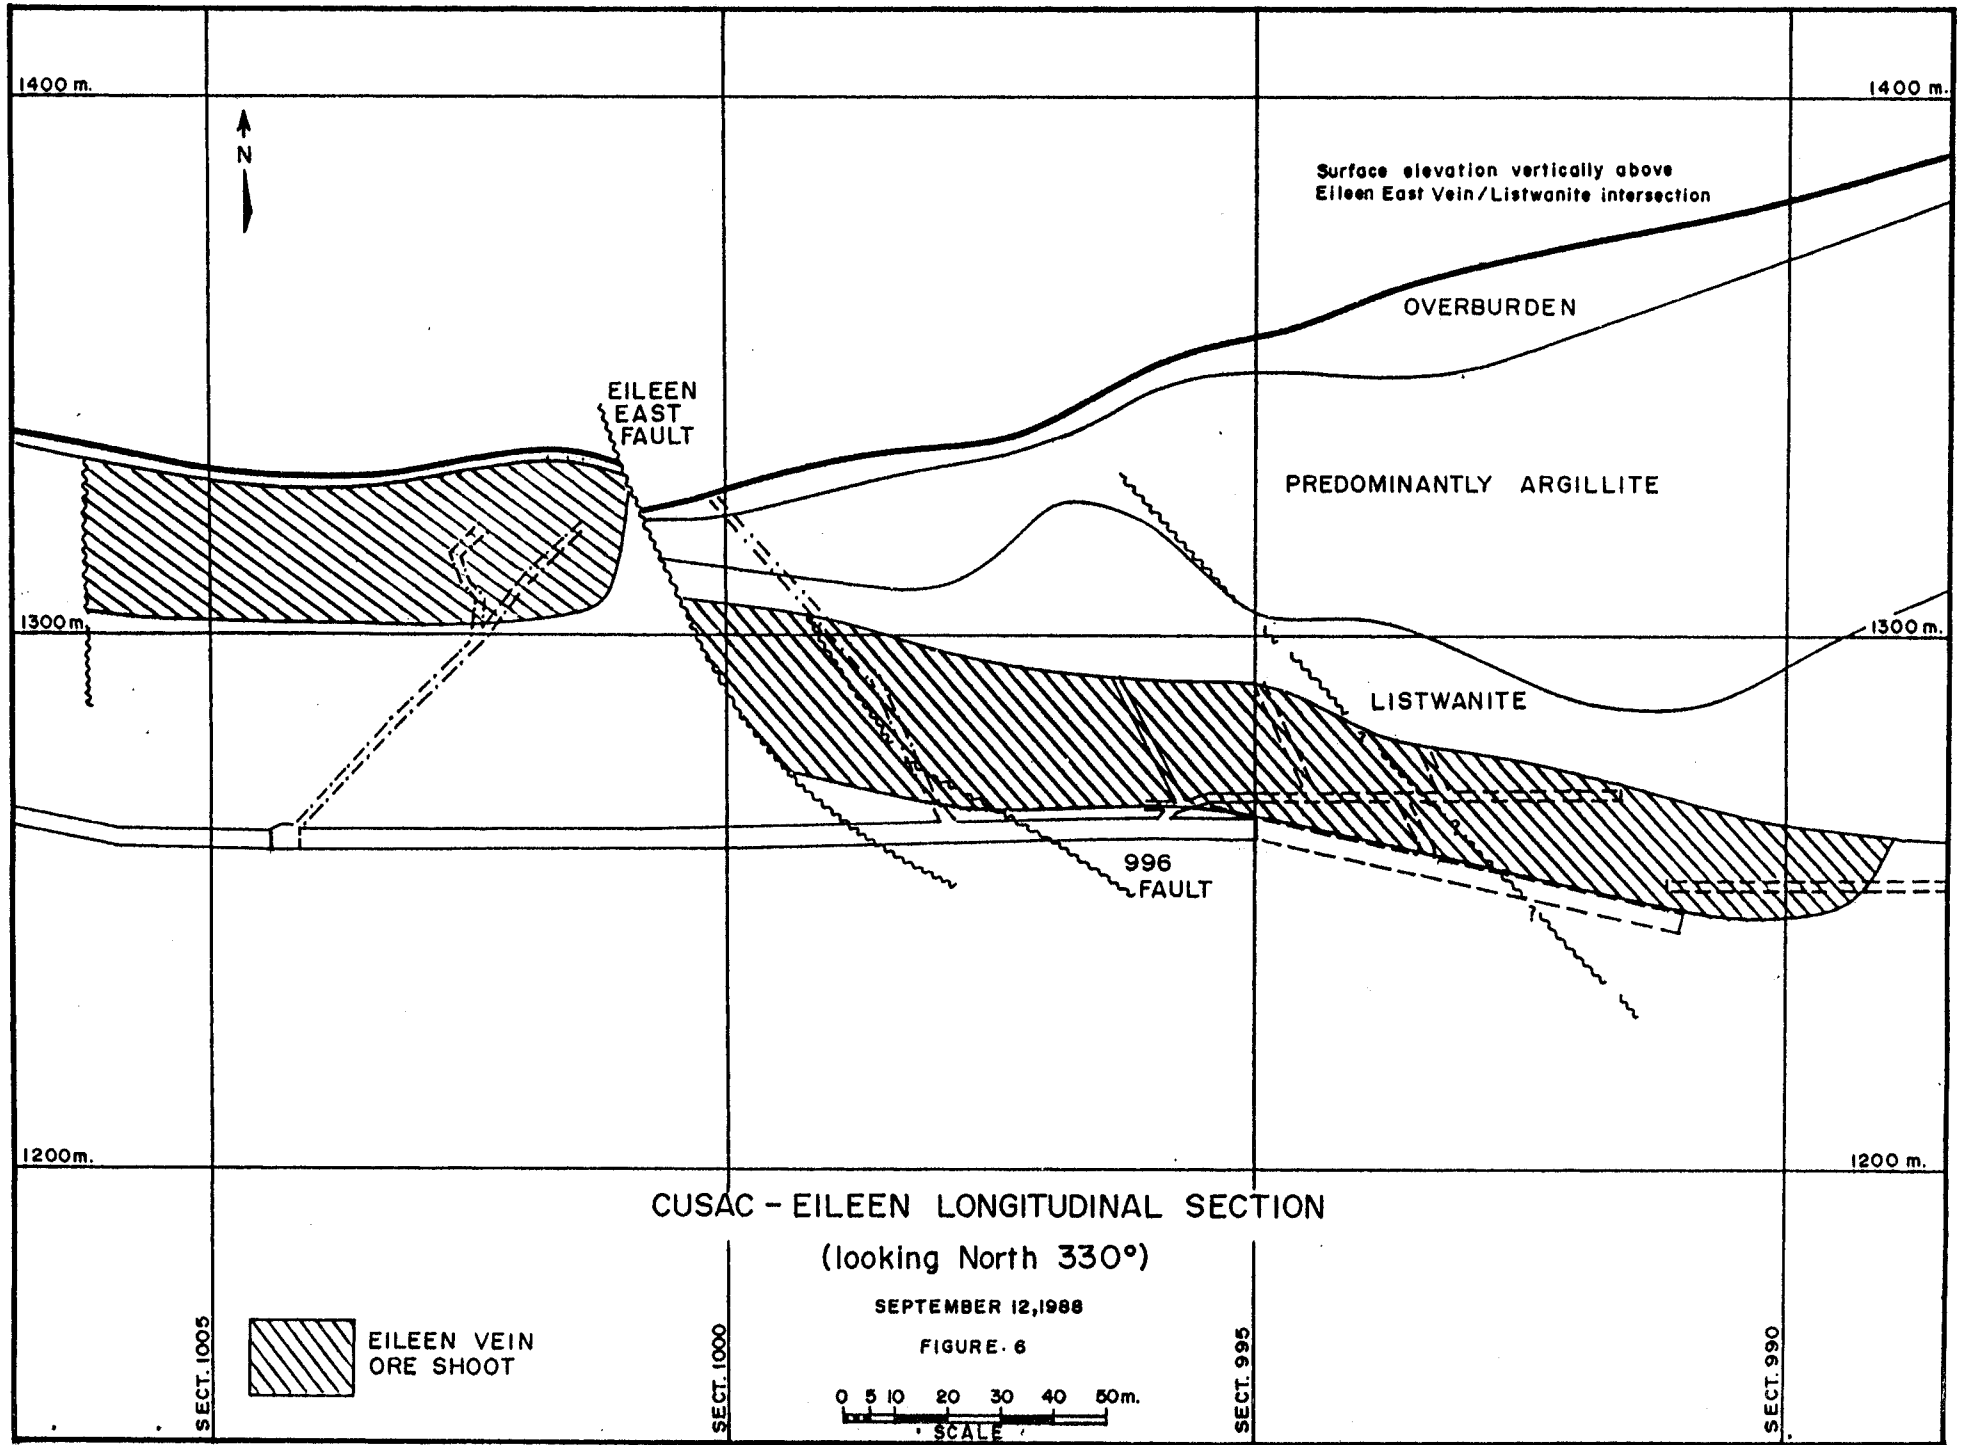 1400 m.
1400 m.
N
Surface elevation vertically above
Eileen East Vein/Listwanite intersection
OVERBURDEN
EILEEN
EAST
FAULT
PREDOMINANTLY ARGILLITE
1300m.
1300m.
LISTWANITE
?
?
996
FAULT
?
1200m.
1200 m.
CUSAC - EILEEN LONGITUDINAL SECTION
(looking North 330°)
SEPTEMBER 12,1988
FIGURE. 6
EILEEN VEIN
ORE SHOOT
0 5 10 20 30 40 50m.
SCALE
SECT. 1005
SECT. 1000
SECT. 995
SECT. 990